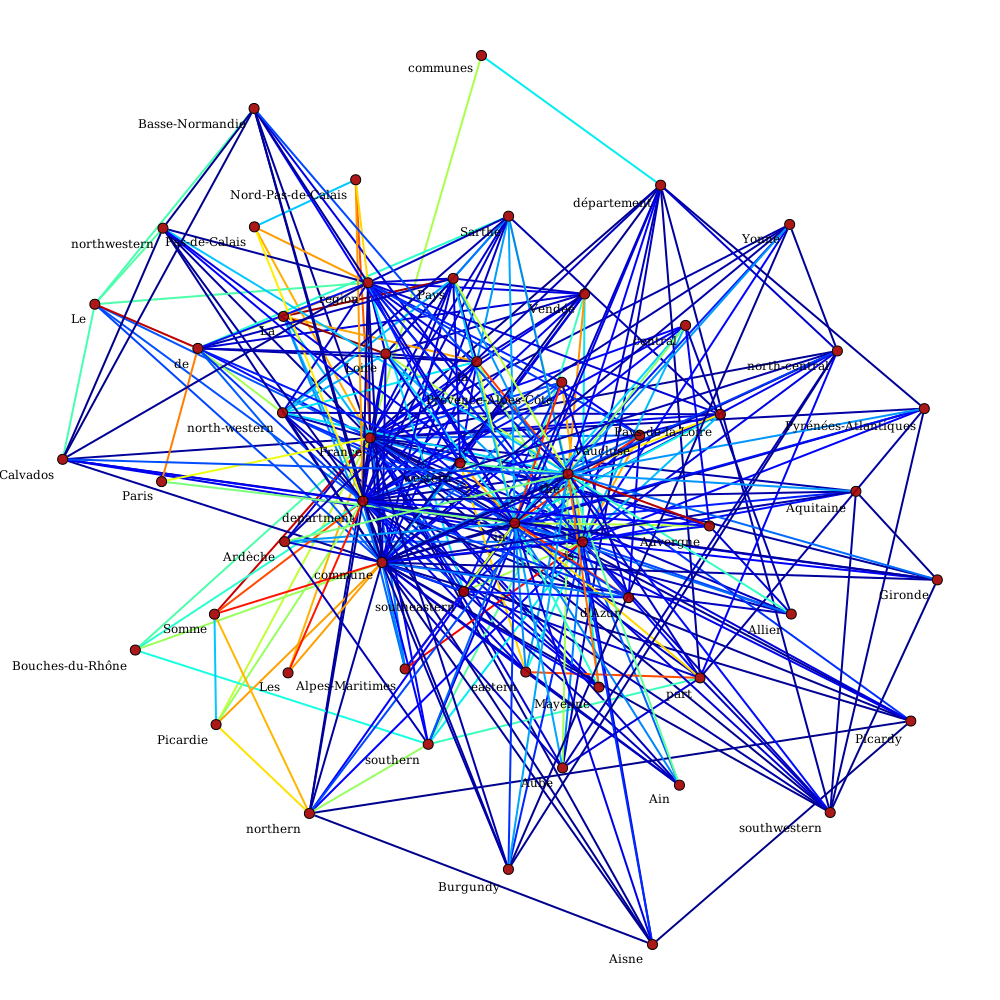 communes
Basse-Normandie
Nord-Pas-de-Calais
département
Sarthe
Yonne
northwestern
Pas-de-Calais
region
Pays
Vendée
Le
La
Central
de
Loire
north-central
Provence-Alpes-Côte
north-western
Pays-de-la-Loire
Pyrénées-Atlantiques
France
Vaucluse
Calvados
Paris
department
Aquitaine
Ardèche
Auvergne
commune
is
southeastern
d'Azur
Gironde
Somme
Allier
Bouches-du-Rhône
Les
Alpes-Maritimes
eastern
part
Mayenne
Picardie
Picardy
southern
Aube
Ain
northern
southwestern
Burgundy
Aisne